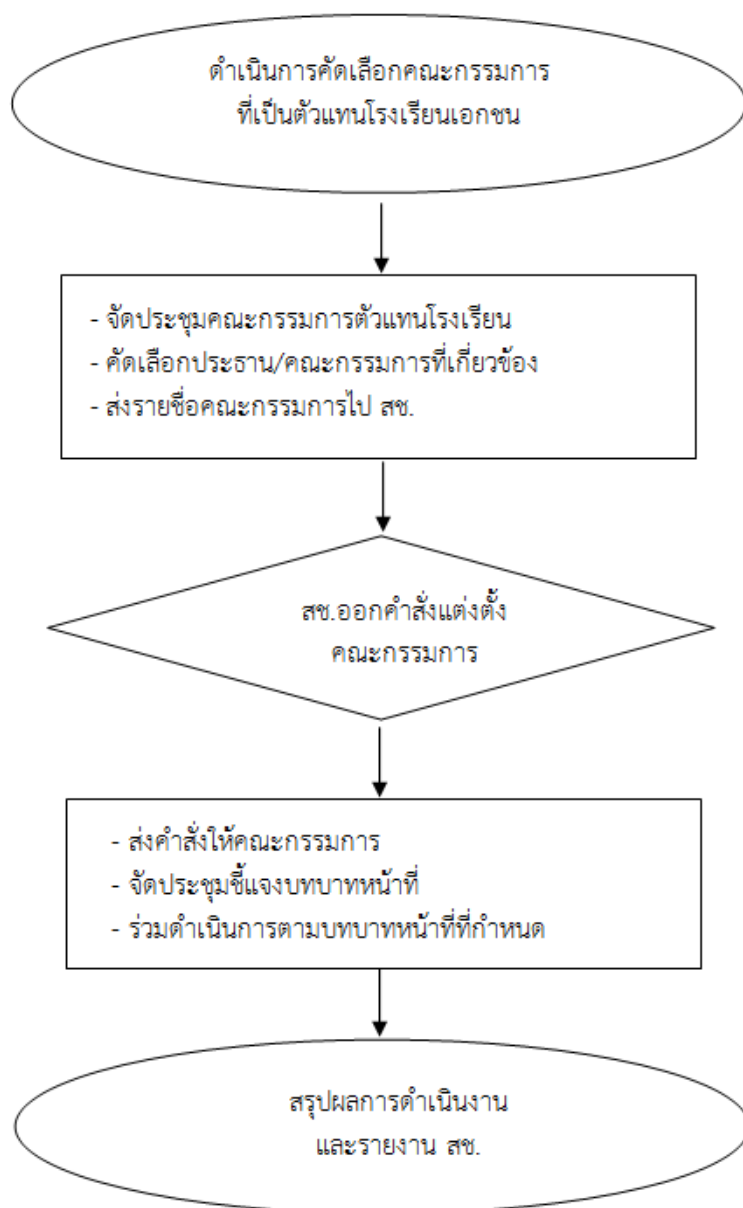 ดำเนินการคัดเลือกคณะกรรมการ
ที่เป็นตัวแทนโรงเรียนเอกชน
- จัดประชุมคณะกรรมการตัวแทนโรงเรียน
- คัดเลือกประธาน/คณะกรรมการที่เกี่ยวข้อง
- ส่งรายชื่อคณะกรรมการไป สช.
สช.ออกคำสั่งแต่งตั้ง
คณะกรรมการ
- ส่งคำสั่งให้คณะกรรมการ
- จัดประชุมชี้แจงบทบาทหน้าที่
- ร่วมดำเนินการตามบทบาทหน้าที่ที่กำหนด
สรุปผลการดำเนินงาน
และรายงาน สช.